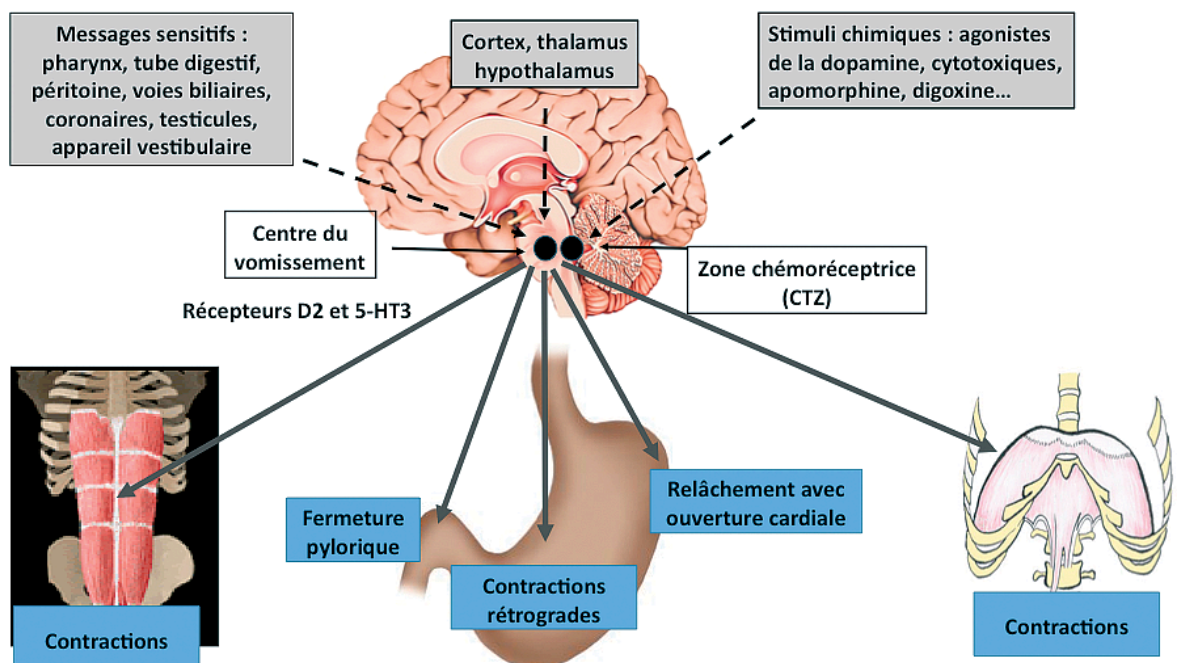 Messages sensitifs :
pharynx, tube digestif,
péritoine, voies biliaires,
coronaires, testicules,
appareil vestibulaire
Cortex, thalamus
hypothalamus
Stimuli chimiques : agonistes
de la dopamine, cytotoxiques,
apomorphine, digoxine...
Centre du
vomissement
Zone chémoréceptrice
(CTZ)
Récepteurs D2 et 5-HT3
Fermeture
pylorique
Relâchement avec
ouverture cardiale
Contractions
rétrogrades
Contractions
Contractions